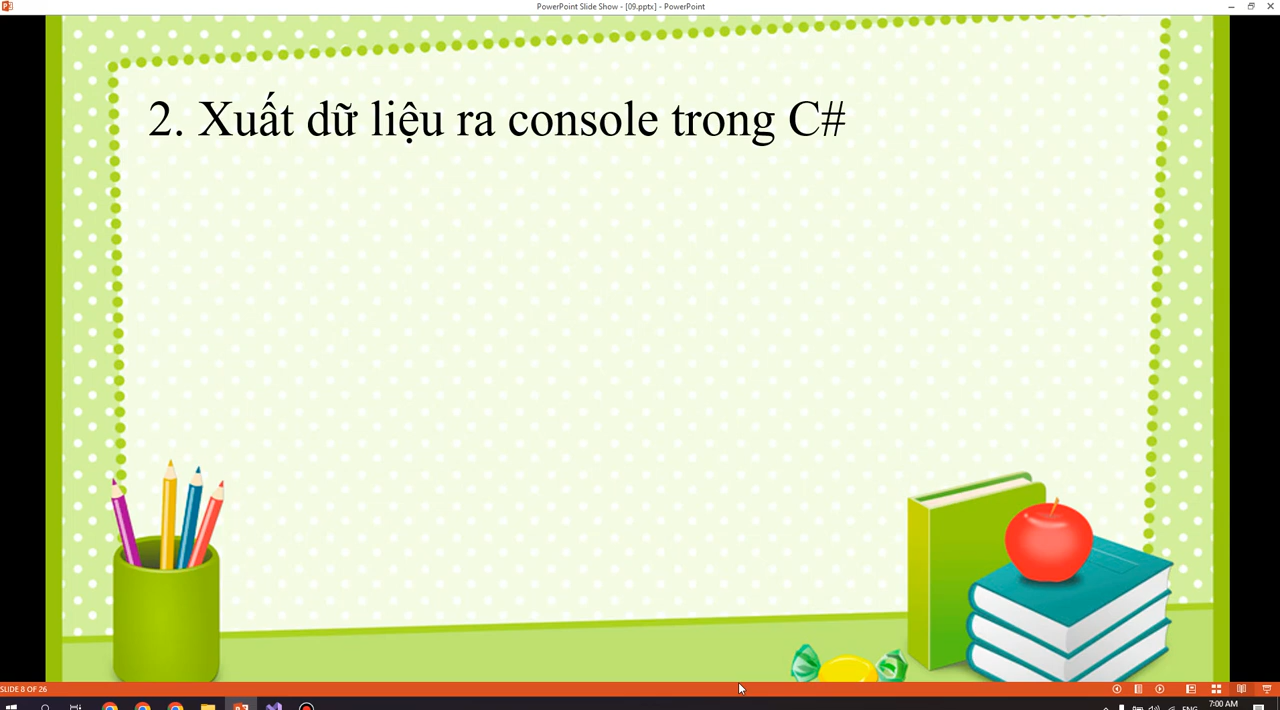 PowerPoint Slide Show - [09.pptx] - PowerPoint
2. Xuất dữ liệu ra console trong C#
SLIDE 8 OF 26
ENG
7:00 AM